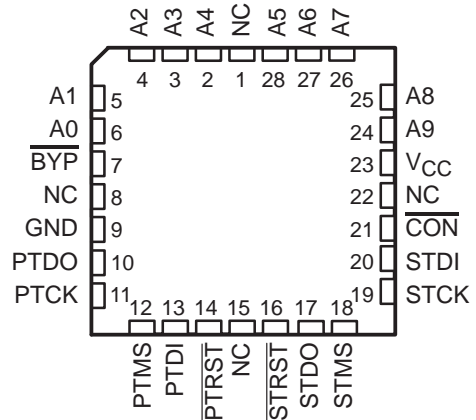 A2 A3 A4 NC A5 A6 A7
4 3 2 1 28 27 26
A1 5 25 A8
A0 6 24 A9
BYP 7 23 VCC
NC 8 22 NC
GND 9 21 CON
PTDO 10 20 STDI
PTCK 11 19 STCK
12 13 14 15 16 17 18
PTMS PTDI PTRST NC STRST STDO STMS